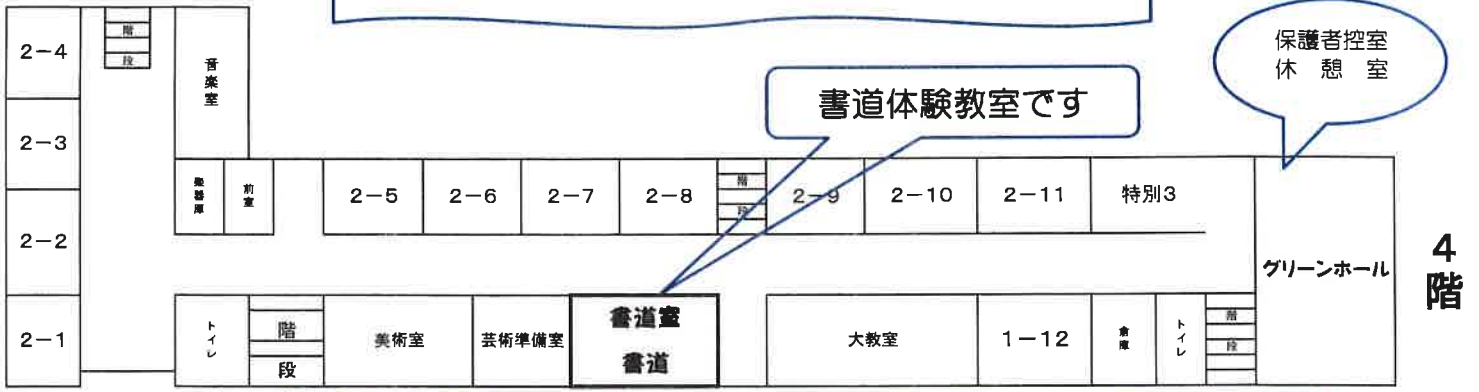 保護者控室
休憩室
書道体験教室です
2-4
階
段
音楽室
2-3
2-2
2-1
楽器庫
前室
2-5
2-6
2-7
2-8
階
段
2-9
2-10
2-11
特別3
グリーンホール
4階
トイレ
階
段
美術室
芸術準備室
書道室
書道
大教室
1-12
倉庫
トイレ
階
段